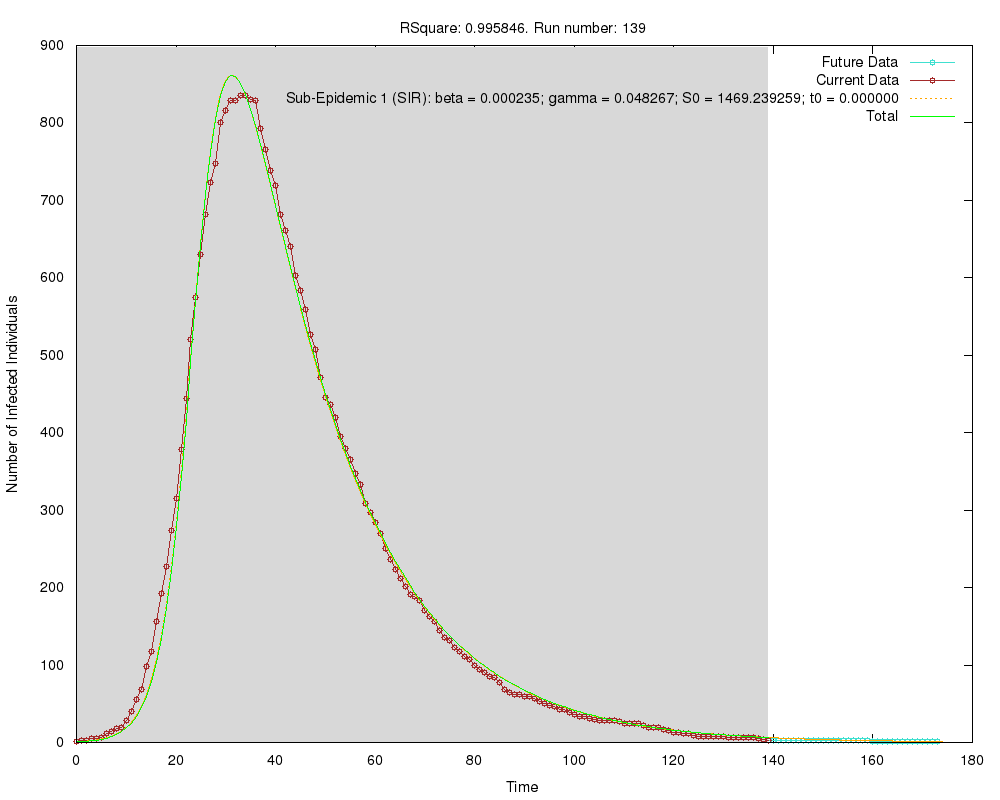 RSquare: 0.995846. Run number: 139
900
800
700
600
500
400
300
200
100
0
Number of Infected Individuals
Future Data
Current Data
Sub-Epidemic 1 (SIR): beta = 0.000235; gamma = 0.048267; S0 = 1469.239259; t0 = 0.000000
Total
0 20 40 60 80 100 120 140 160 180
Time